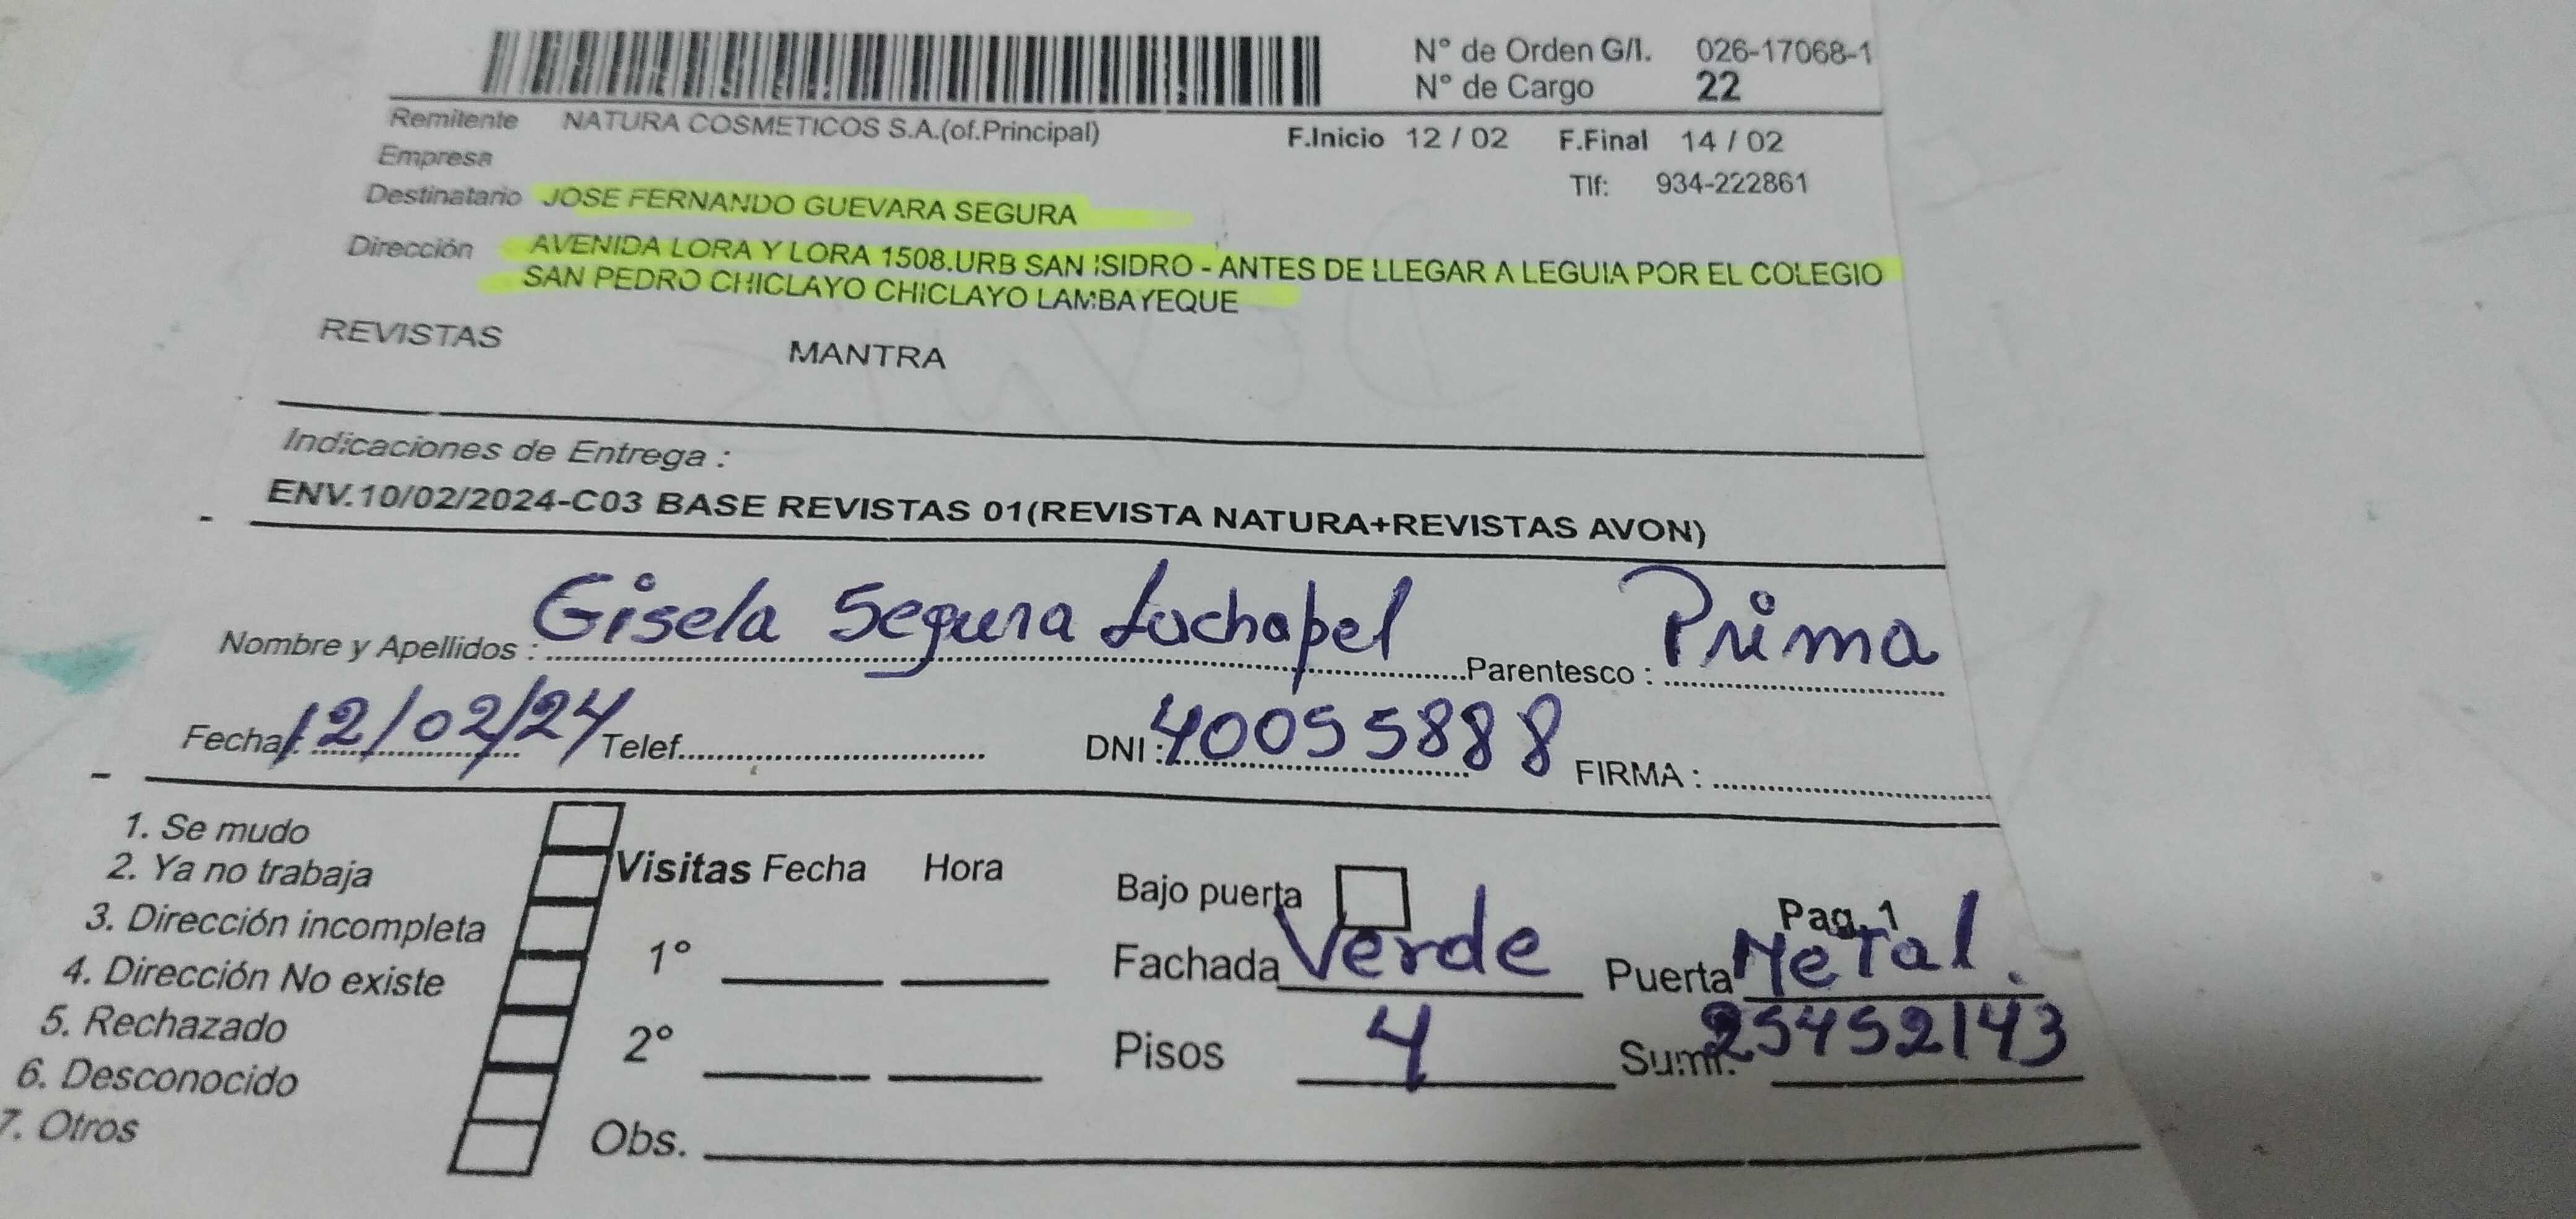 N° de Orden G/I. 026-17068-1
N° de Cargo 22
Remitente NATURA COSMETICOS S.A.(of.Principal) F.Inicio 12 / 02 F.Final 14 / 02
Empresa
Tlf: 934-222861
Destinatario JOSE FERNANDO GUEVARA SEGURA
Dirección AVENIDA LORA Y LORA 1508.URB SAN ISIDRO - ANTES DE LLEGAR A LEGUIA POR EL COLEGIO
SAN PEDRO CHICLAYO CHICLAYO LAMBAYEQUE
REVISTAS MANTRA
Indicaciones de Entrega :
ENV.10/02/2024-C03 BASE REVISTAS 01(REVISTA NATURA+REVISTAS AVON)
Nombre y Apellidos : Gisela Segura Luchapel Parentesco : Prima
Fecha : 12/02/24 Telef. DNI : 40055888 FIRMA :
1. Se mudo
2. Ya no trabaja
3. Dirección incompleta
4. Dirección No existe
5. Rechazado
6. Desconocido
7. Otros
Visitas Fecha Hora
1°
2°
Obs.
Bajo puerta Pag. 1
Fachada Verde Puerta Metal.
Pisos 4 Sumr. 25452143